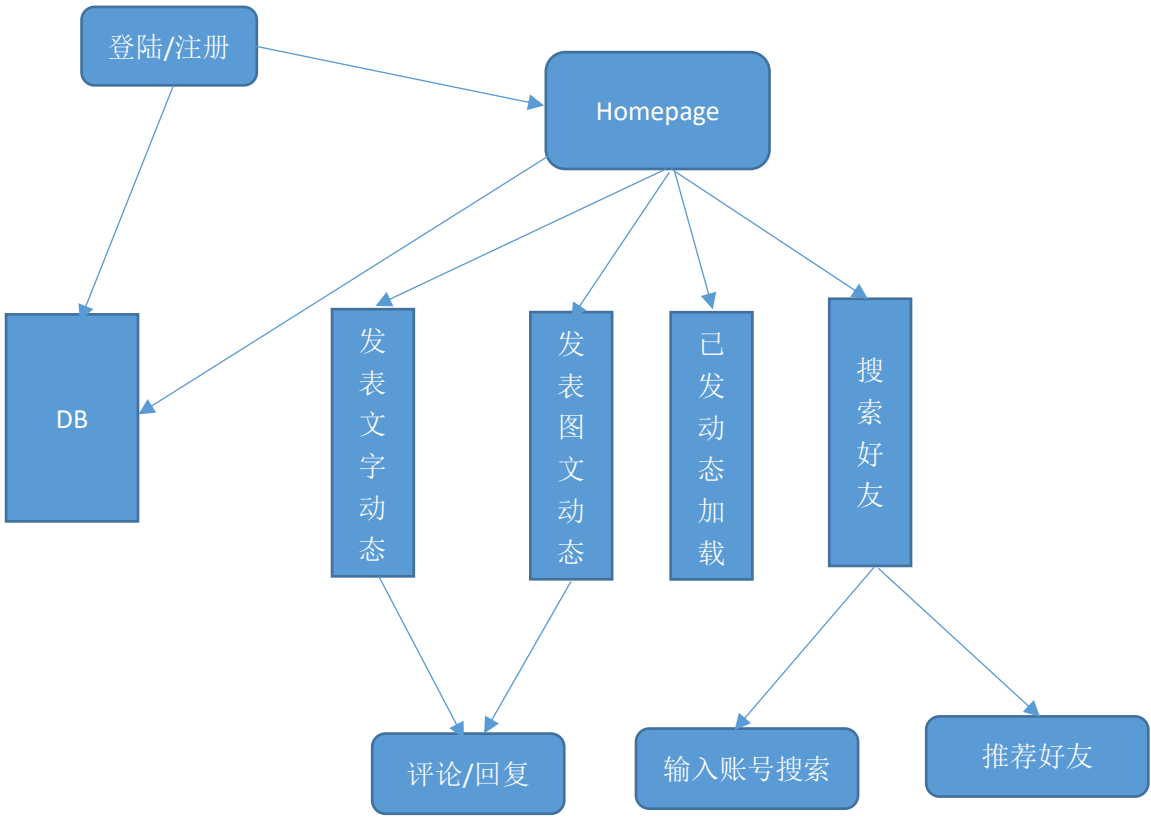 登陆/注册
Homepage
DB
发表文字动态
发表图文动态
已发动态加载
搜索好友
评论/回复
输入账号搜索
推荐好友